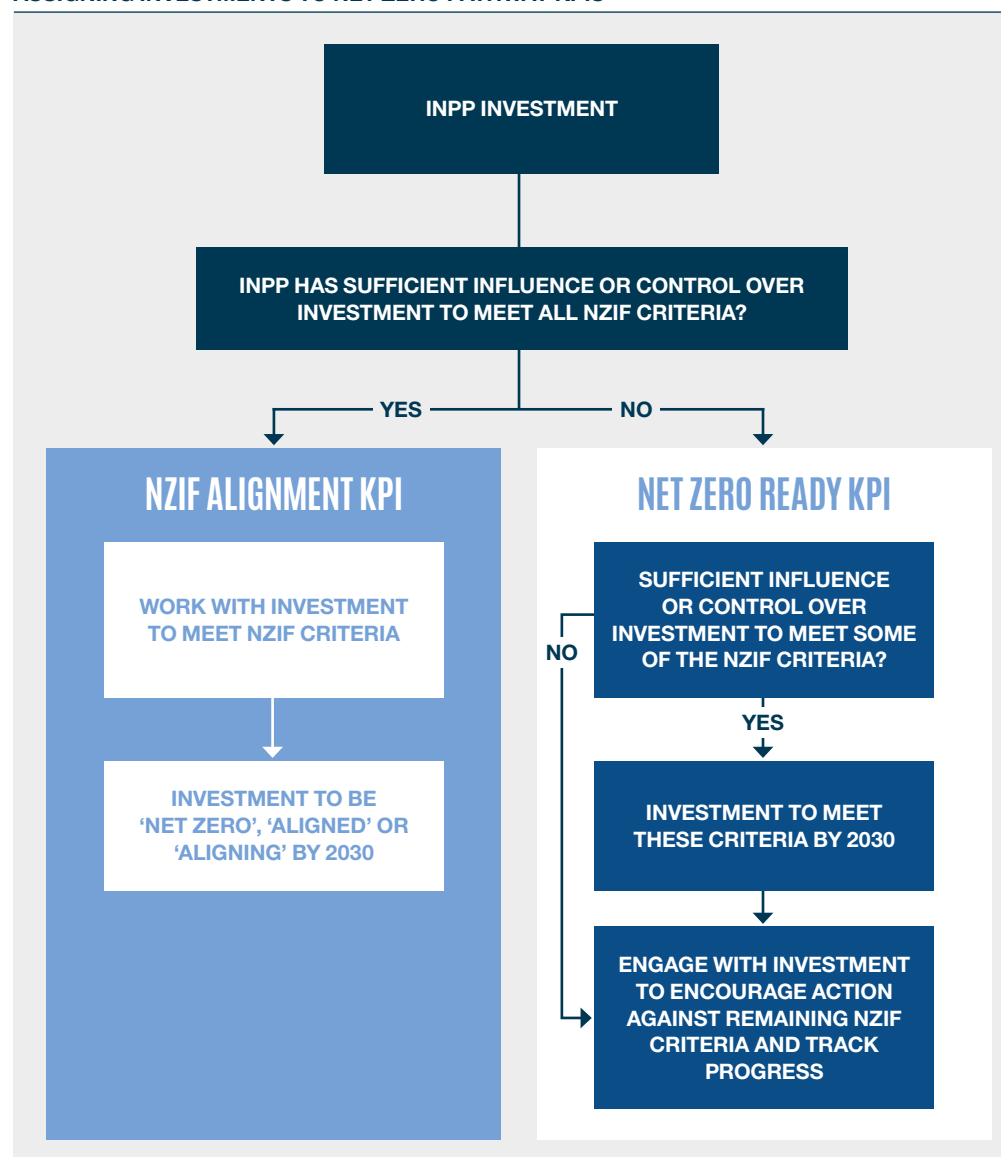 INPP INVESTMENT
INPP HAS SUFFICIENT INFLUENCE OR CONTROL OVER
INVESTMENT TO MEET ALL NZIF CRITERIA?
YES
NO
NZIF ALIGNMENT KPI
WORK WITH INVESTMENT
TO MEET NZIF CRITERIA
INVESTMENT TO BE
‘NET ZERO’, ‘ALIGNED’ OR
‘ALIGNING’ BY 2030
NET ZERO READY KPI
SUFFICIENT INFLUENCE
OR CONTROL OVER
INVESTMENT TO MEET SOME
OF THE NZIF CRITERIA?
NO
YES
INVESTMENT TO MEET
THESE CRITERIA BY 2030
ENGAGE WITH INVESTMENT
TO ENCOURAGE ACTION
AGAINST REMAINING NZIF
CRITERIA AND TRACK
PROGRESS